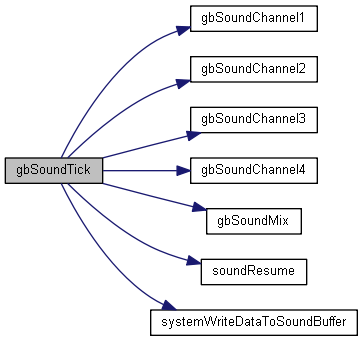 gbSoundChannel1
gbSoundChannel2
gbSoundChannel3
gbSoundTick
gbSoundChannel4
gbSoundMix
soundResume
systemWriteDataToSoundBuffer